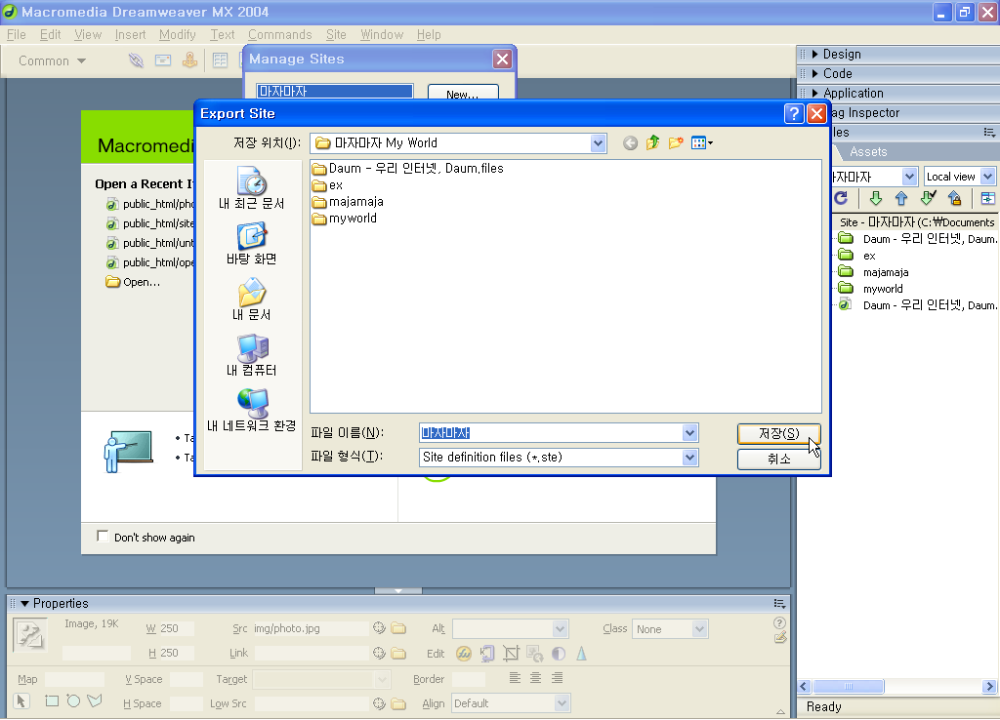 Macromedia Dreamweaver MX 2004
File Edit View Insert Modify Text Commands Site Window Help
Common
Manage Sites
마자마자
New...
Export Site
저장 위치(I):
마자마자 My World
Daum - 우리 인터넷, Daum,files
ex
majamaja
myworld
내 최근 문서
바탕 화면
내 문서
내 컴퓨터
내 네트워크 환경
파일 이름(N):
마자마자
저장(S)
파일 형식(T):
Site definition files (*,ste)
취소
Macromedi
Open a Recent I
public_html/pho
public_html/site
public_html/unt
public_html/ope
Open...
• Ta
• Ta
Don't show again
Design
Code
Application
ag Inspector
les
Assets
마자마자
Local view
Site - 마자마자 (C:₩Documents
Daum - 우리 인터넷, Daum.
ex
majamaja
myworld
Daum - 우리 인터넷, Daum.
Ready
Properties
Image, 19K
W 250
Src img/photo.jpg
Alt
Class None
H 250
Link
Edit
Map
V Space
Target
Border
H Space
Low Src
Align Default